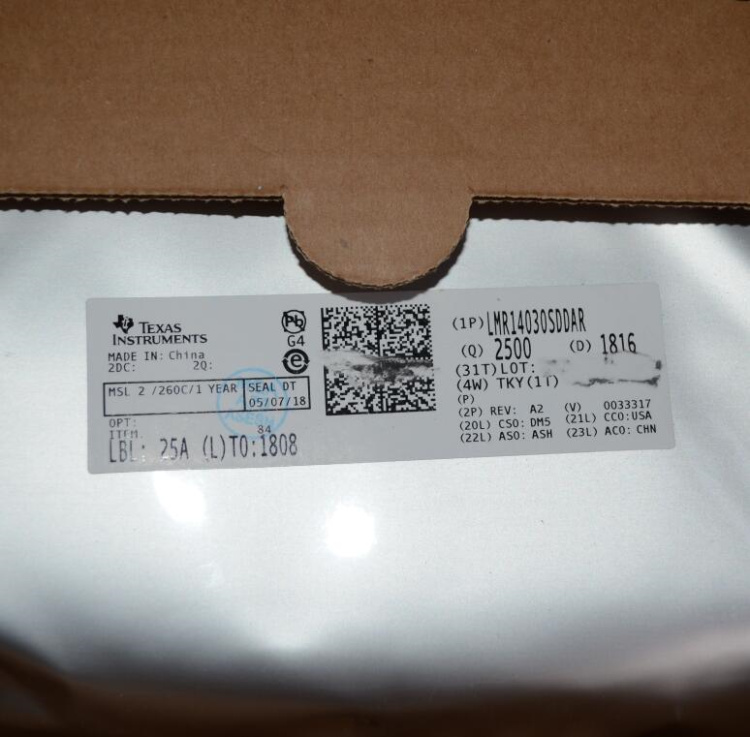 TEXAS
INSTRUMENTS
MADE IN: China
2DC: 2Q:
MSL 2 /260C/1 YEAR SEAL DT
05/07/18
OPT:
ITEM: 84
LBL: 25A (L)TO:1808
Pb
G4
e
(1P)LMR14030SDDAR
(Q) 2500 (D) 1816
(31T)LOT:
(4W) TKY(1T)
(P)
(2P) REV: A2 (V) 0033317
(20L) CSO: DM5 (21L) CCO:USA
(22L) ASO: ASH (23L) ACO: CHN